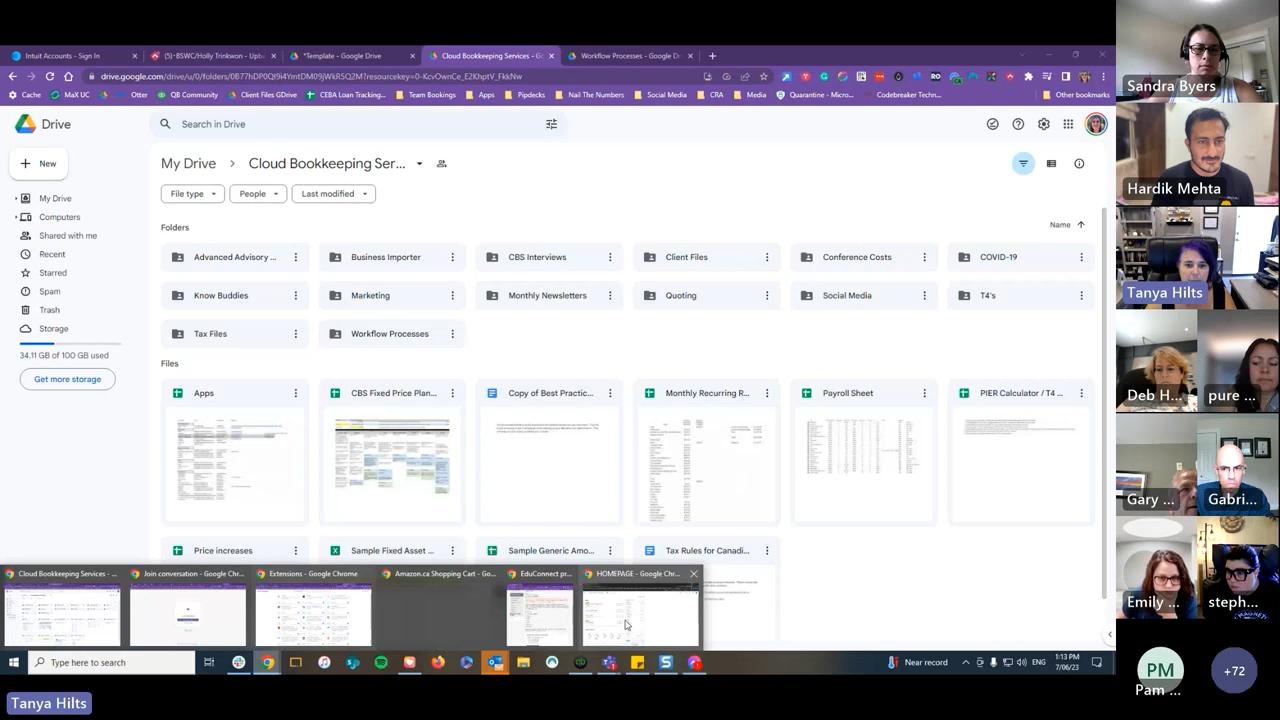 Intuit Accounts - Sign In
(5) · BSWC/Holly Trinkwon - Upw
*Template - Google Drive
Cloud Bookkeeping Services - Go
Workflow Processes - Google Dri
Cache
MaX UC
Otter
QB Community
Client Files GDrive
CEBA Loan Tracking...
Team Booking
Apps
Pipdecks
Nail The Numbers
Social Media
CRA
Media
Quarantine - Micro...
Codebreaker Techn...
Other bookmarks
Drive
Search in Drive
New
My Drive
Computers
Shared with me
Recent
Starred
Spam
Trash
Storage
34.11 GB of 100 GB used
Get more storage
My Drive > Cloud Bookkeeping Ser...
File type
People
Last modified
Folders
Name
Advanced Advisory ...
Business Importer
CBS Interviews
Client Files
Conference Costs
COVID-19
Know Buddies
Marketing
Monthly Newsletters
Quoting
Social Media
T4's
Tax Files
Workflow Processes
Files
Apps
CBS Fixed Price Plan...
Copy of Best Practic...
Monthly Recurring R...
Payroll Sheet
PIER Calculator / T4 ...
Price increases
Sample Fixed Asset ...
Sample Generic Amo...
Tax Rules for Canadi...
Cloud Bookkeeping Services - ...
Join conversation - Google Chr...
Extensions - Google Chrome
Amazon.ca Shopping Cart - Go...
EduConnect pr...
HOMEPAGE - Google Chr...
Type here to search
Near record
ENG
1:13 PM
7/06/23
Tanya Hilts
Sandra Byers
Hardik Mehta
Tanya Hilts
Deb H...
pure ...
Gary ...
Gabri...
Emily ...
steph...
PM
Pam ...
+72